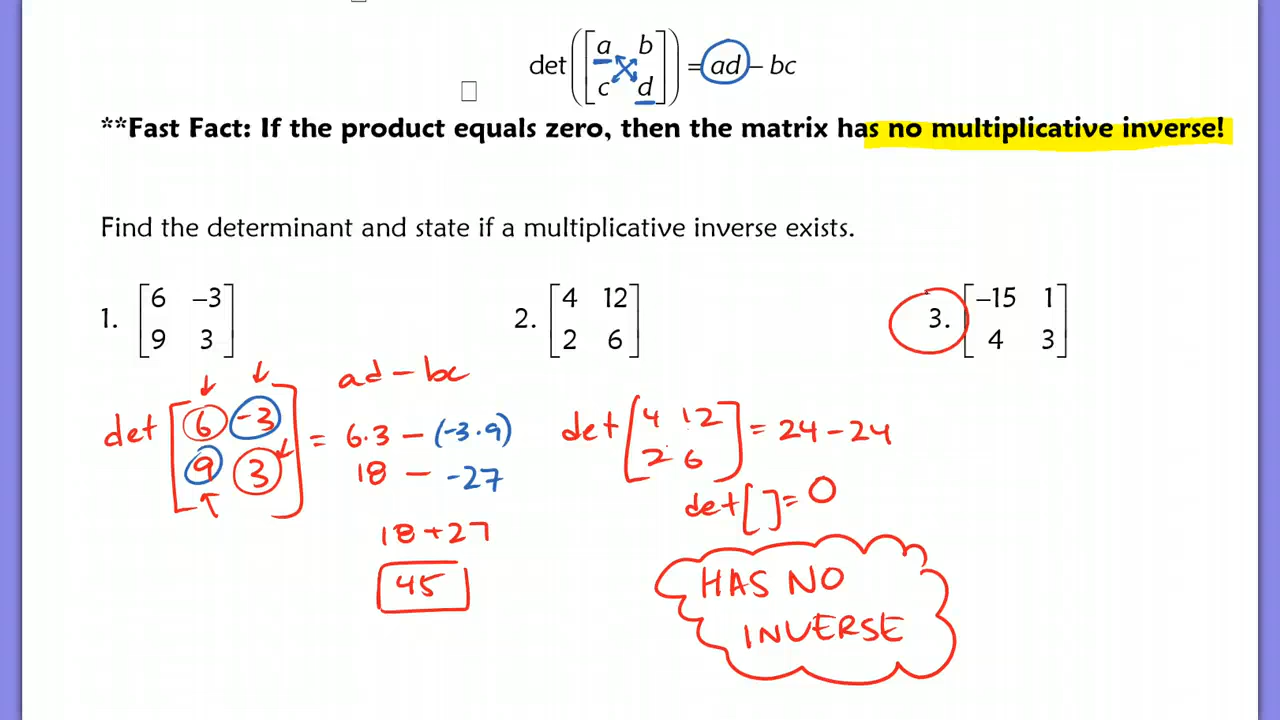 det([a b
c d]) = ad – bc
**Fast Fact: If the product equals zero, then the matrix has no multiplicative inverse!
Find the determinant and state if a multiplicative inverse exists.
1. [6 –3
9 3]
2. [4 12
2 6]
3. [–15 1
4 3]
ad – bc
det [6 -3
9 3] = 6·3 – (-3·9)
18 – -27
18+27
45
det [4 12
2 6] = 24 – 24
det [ ] = 0
HAS NO
INVERSE